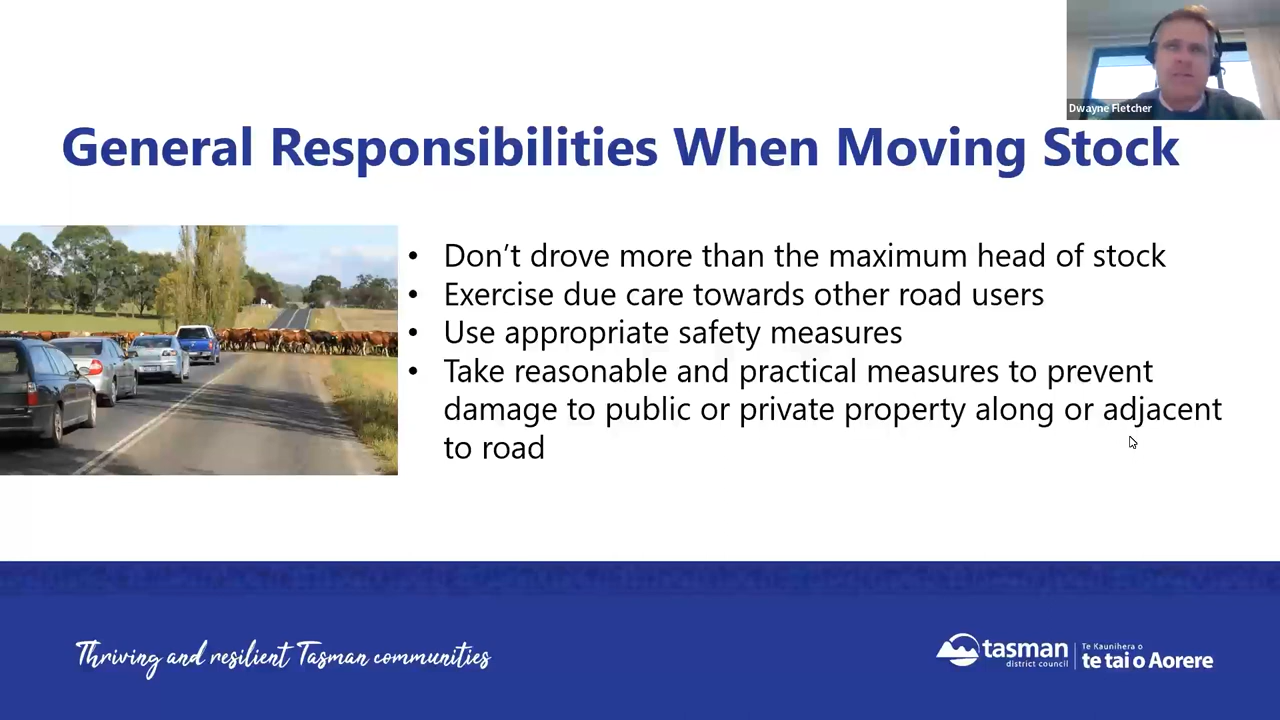 Dwayne Fletcher
General Responsibilities When Moving Stock
• Don't drove more than the maximum head of stock
• Exercise due care towards other road users
• Use appropriate safety measures
• Take reasonable and practical measures to prevent
damage to public or private property along or adjacent
to road
Thriving and resilient Tasman communities
tasman
district council
Te Kaunihera o
te tai o Aorere